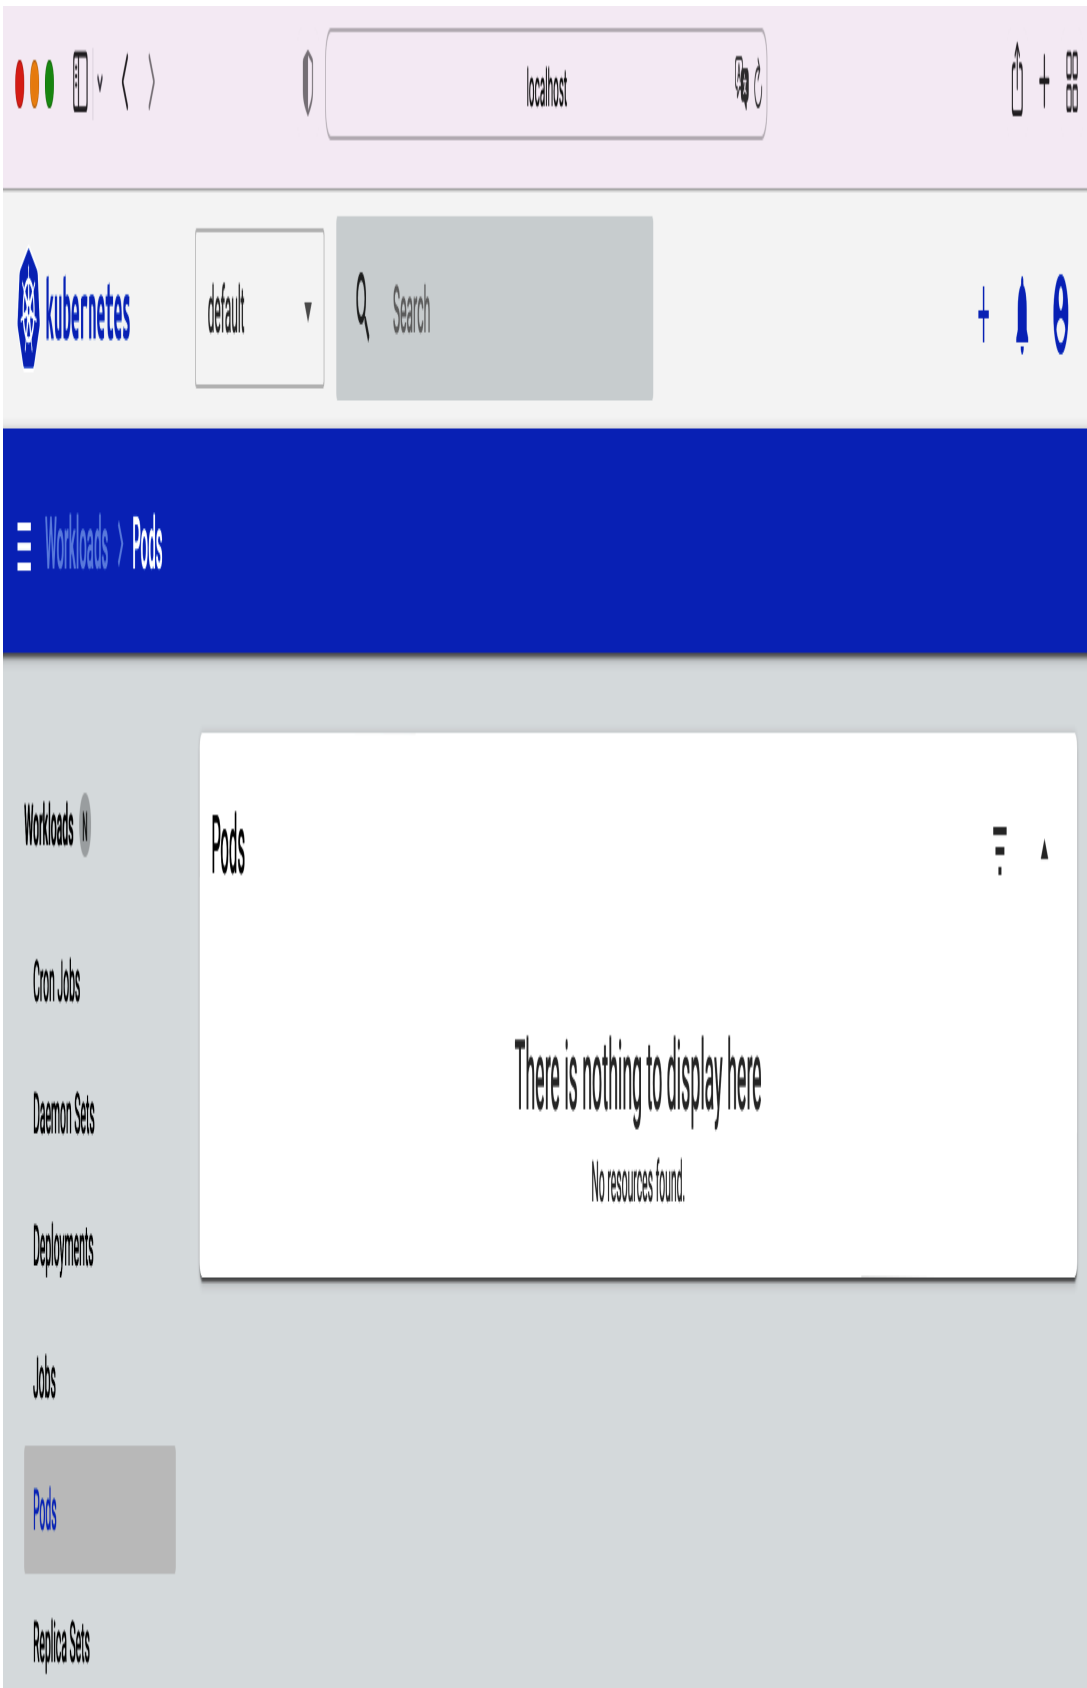 localhost
kubernetes
default
Search
Workloads > Pods
Workloads N
Pods
Cron Jobs
Daemon Sets
There is nothing to display here
No resources found.
Deployments
Jobs
Pods
Replica Sets